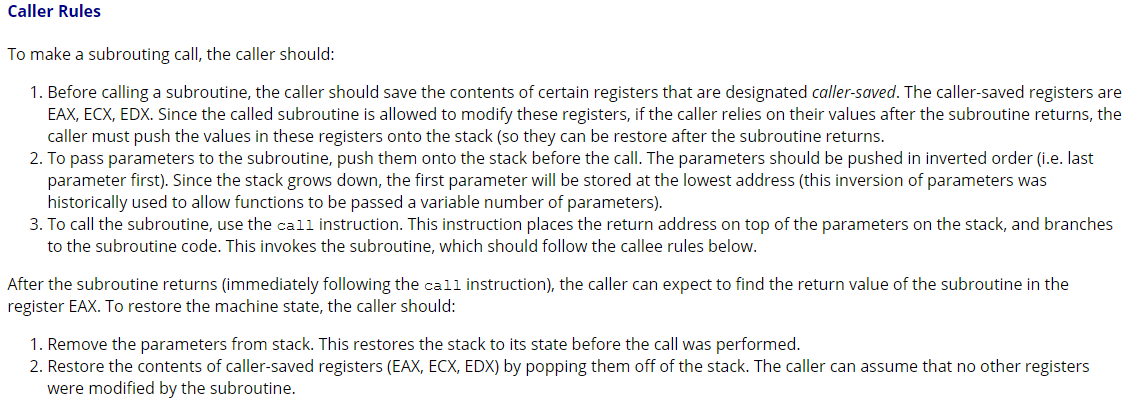 Caller Rules
To make a subrouting call, the caller should:
1. Before calling a subroutine, the caller should save the contents of certain registers that are designated caller-saved. The caller-saved registers are
EAX, ECX, EDX. Since the called subroutine is allowed to modify these registers, if the caller relies on their values after the subroutine returns, the
caller must push the values in these registers onto the stack (so they can be restore after the subroutine returns.
2. To pass parameters to the subroutine, push them onto the stack before the call. The parameters should be pushed in inverted order (i.e. last
parameter first). Since the stack grows down, the first parameter will be stored at the lowest address (this inversion of parameters was
historically used to allow functions to be passed a variable number of parameters).
3. To call the subroutine, use the call instruction. This instruction places the return address on top of the parameters on the stack, and branches
to the subroutine code. This invokes the subroutine, which should follow the callee rules below.
After the subroutine returns (immediately following the call instruction), the caller can expect to find the return value of the subroutine in the
register EAX. To restore the machine state, the caller should:
1. Remove the parameters from stack. This restores the stack to its state before the call was performed.
2. Restore the contents of caller-saved registers (EAX, ECX, EDX) by popping them off of the stack. The caller can assume that no other registers
were modified by the subroutine.